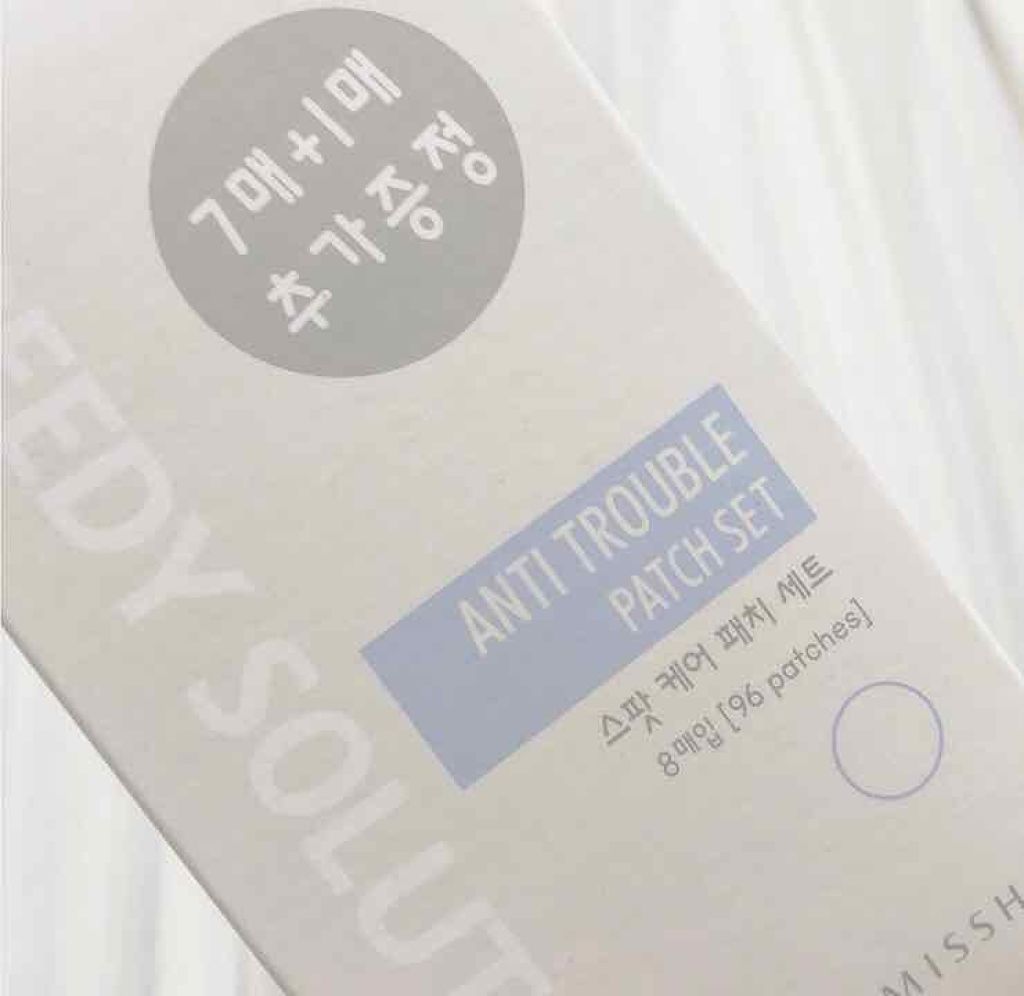 7매+1매
추가증정
EEDY SOLUT
ANTI TROUBLE
PATCH SET
스팟 케어 패치 세트
8매입 [96 patches]
MISSH